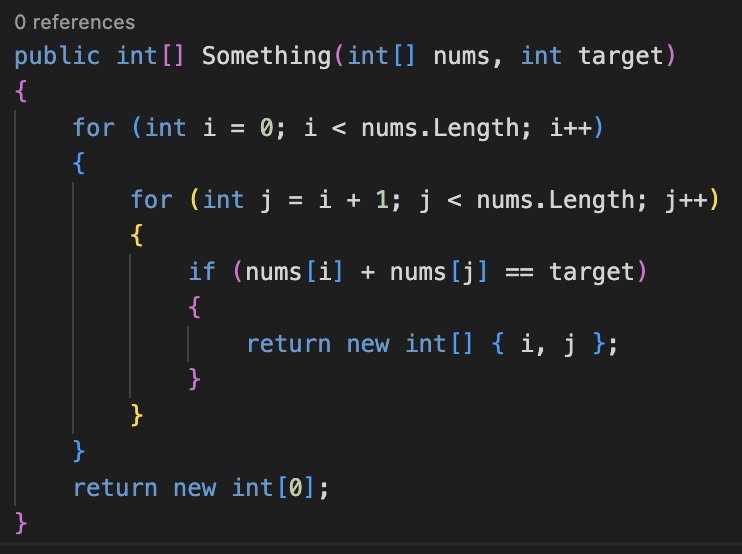 0 references
public int[] Something(int[] nums, int target)
{
    for (int i = 0; i < nums.Length; i++)
    {
        for (int j = i + 1; j < nums.Length; j++)
        {
            if (nums[i] + nums[j] == target)
            {
                return new int[] { i, j };
            }
        }
    }
    return new int[0];
}